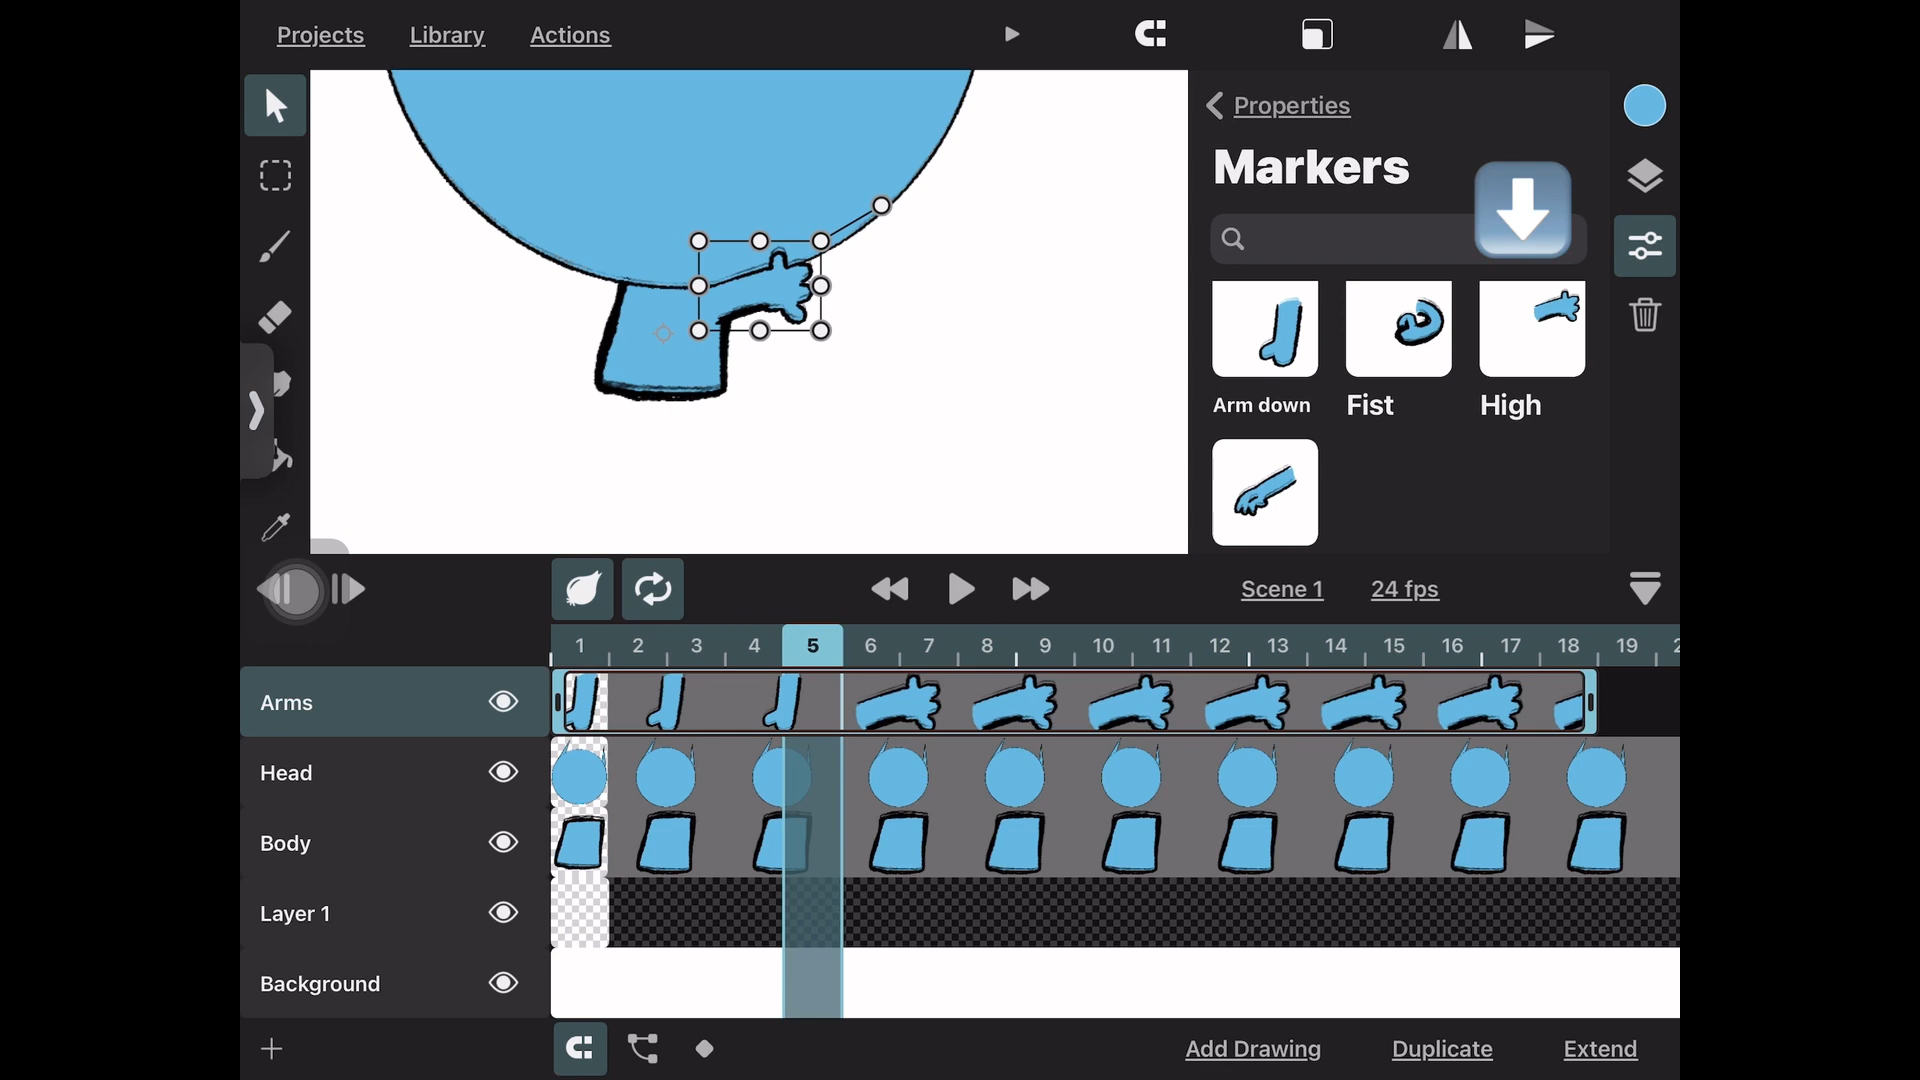 Projects Library Actions
Properties
Markers
Arm down Fist High
Scene 1 24 fps
1 2 3 4 5 6 7 8 9 10 11 12 13 14 15 16 17 18 19
Arms
Head
Body
Layer 1
Background
Add Drawing Duplicate Extend